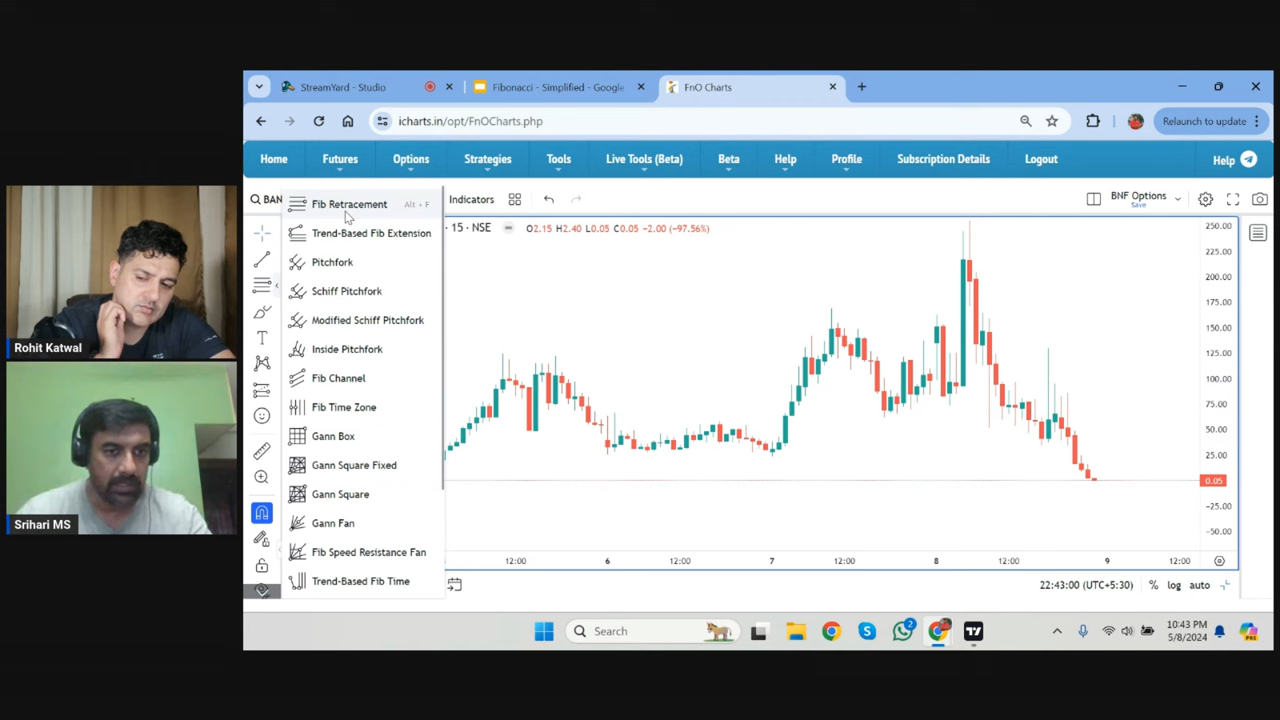 StreamYard - Studio
Fibonacci - Simplified - Google
FnO Charts
icharts.in/opt/FnOCharts.php
Relaunch to update
Home
Futures
Options
Strategies
Tools
Live Tools (Beta)
Beta
Help
Profile
Subscription Details
Logout
Help
BAN
Indicators
BNF Options
Save
Fib Retracement Alt + F
Trend-Based Fib Extension
Pitchfork
Schiff Pitchfork
Modified Schiff Pitchfork
Inside Pitchfork
Fib Channel
Fib Time Zone
Gann Box
Gann Square Fixed
Gann Square
Gann Fan
Fib Speed Resistance Fan
Trend-Based Fib Time
· 15 · NSE O2.15 H2.40 L0.05 C0.05 −2.00 (−97.56%)
250.00
225.00
200.00
175.00
150.00
125.00
100.00
75.00
50.00
25.00
0.05
−25.00
−50.00
12:00 6 12:00 7 12:00 8 12:00 9 12:00
22:43:00 (UTC+5:30) % log auto
Rohit Katwal
Srihari MS
Search
2
10:43 PM
5/8/2024
PRE